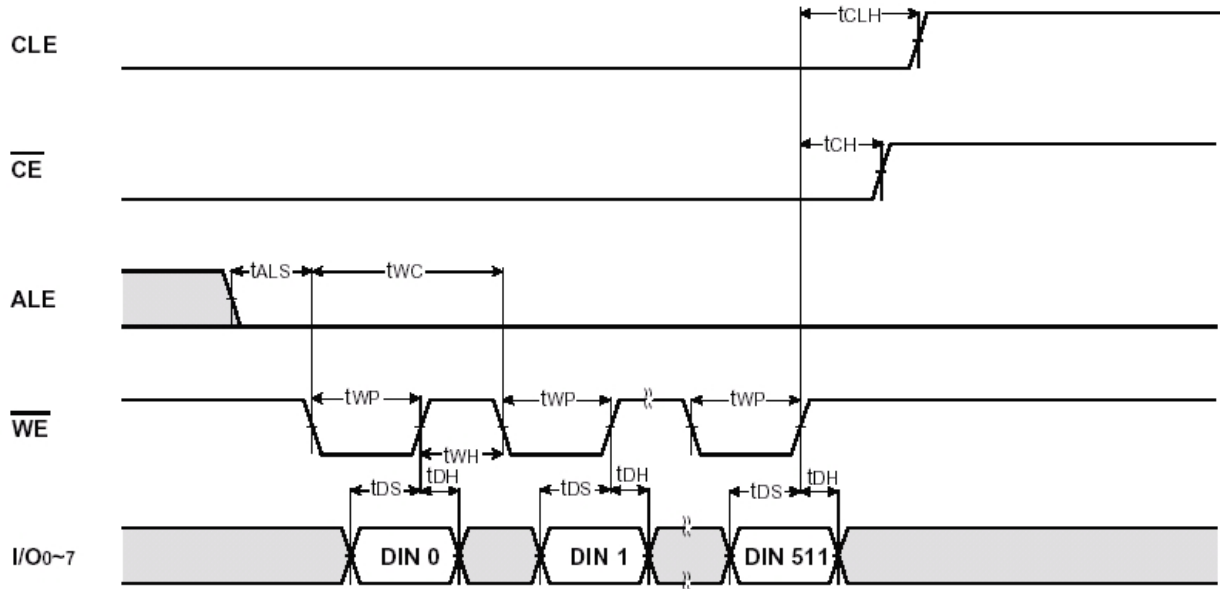 CLE
tCLH
CE
tCH
ALE
tALS
tWC
WE
tWP
tWP
tWP
tWH
tDS
tDH
tDS
tDH
tDS
tDH
I/O0~7
DIN 0
DIN 1
DIN 511